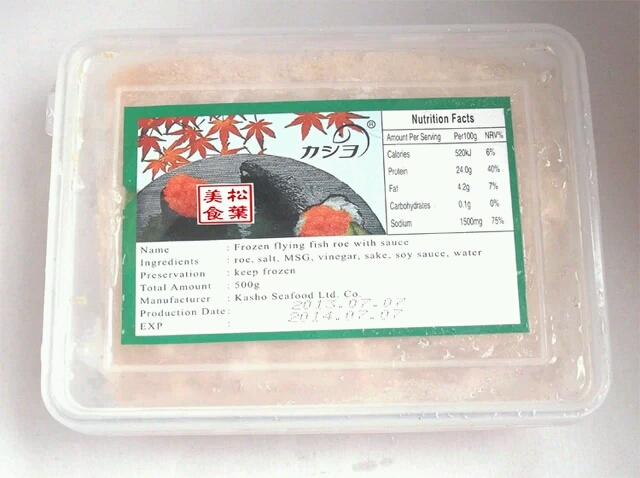 カショ®
美松
食葉
Nutrition Facts
Amount Per Serving Per100g NRV%
Calories 520kJ 6%
Protein 24.0g 40%
Fat 4.2g 7%
Carbohydrates 0.1g 0%
Sodium 1500mg 75%
Name : Frozen flying fish roe with sauce
Ingredients : roe, salt, MSG, vinegar, sake, soy sauce, water
Preservation : keep frozen
Total Amount : 500g
Manufacturer : Kasho Seafood Ltd. Co.
Production Date: 2013.07.07
EXP : 2014.07.07